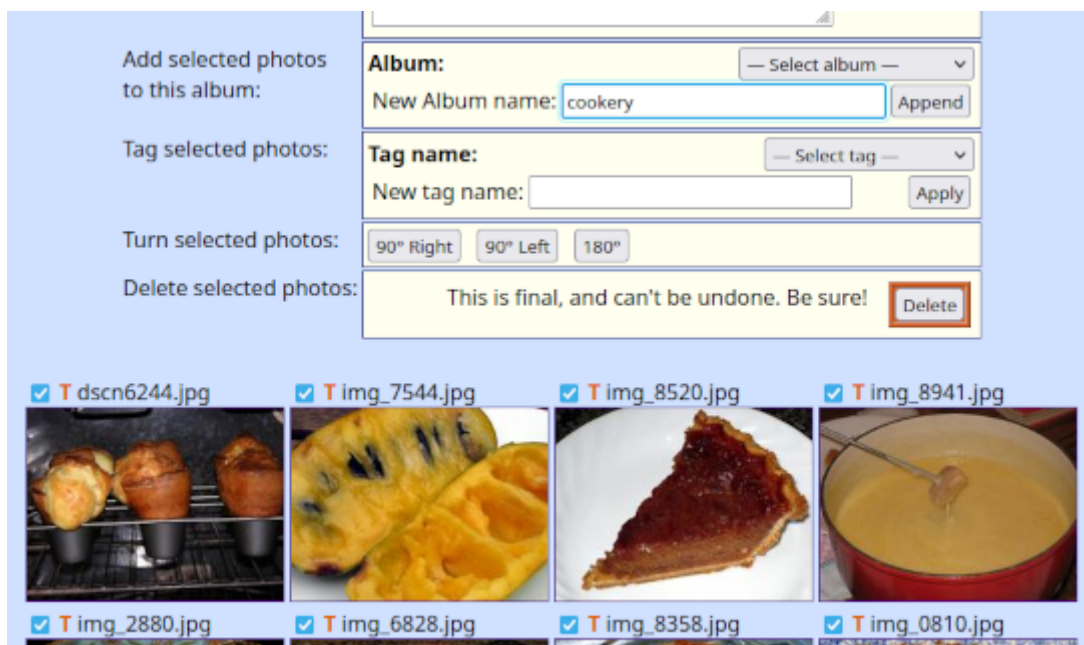 Add selected photos
to this album:
Album:
— Select album —
New Album name: cookery
Append
Tag selected photos:
Tag name:
— Select tag —
New tag name:
Apply
Turn selected photos:
90° Right
90° Left
180°
Delete selected photos:
This is final, and can't be undone. Be sure!
Delete
T dscn6244.jpg
T img_7544.jpg
T img_8520.jpg
T img_8941.jpg
T img_2880.jpg
T img_6828.jpg
T img_8358.jpg
T img_0810.jpg